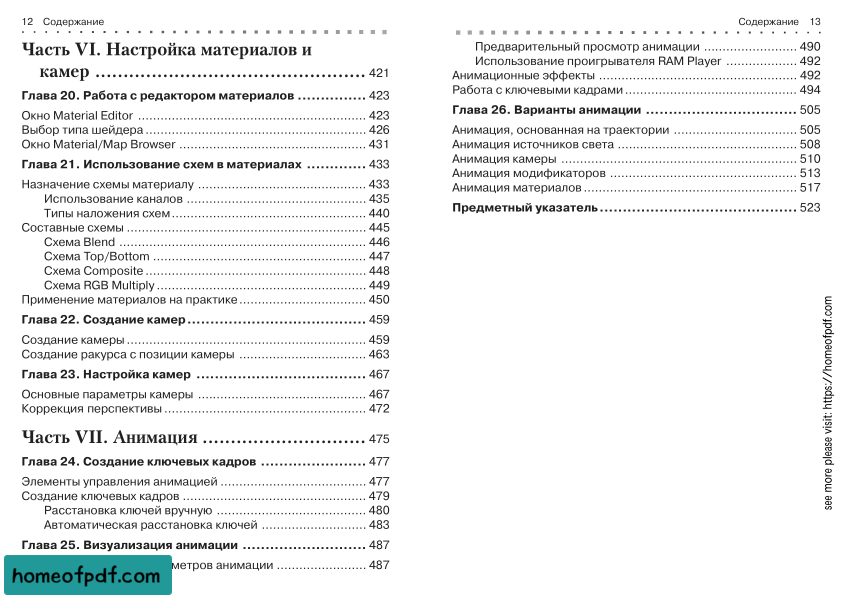 12 Содержание
Часть VI. Настройка материалов и
камер ................................................ 421
Глава 20. Работа с редактором материалов ............... 423
Окно Material Editor ................................................ 423
Выбор типа шейдера ................................................ 426
Окно Material/Map Browser ................................................ 431
Глава 21. Использование схем в материалах ............. 433
Назначение схемы материалу ................................................ 433
Использование каналов ................................................ 435
Типы наложения схем ................................................ 440
Составные схемы ................................................ 445
Схема Blend ................................................ 446
Схема Top/Bottom ................................................ 447
Схема Composite ................................................ 448
Схема RGB Multiply ................................................ 449
Применение материалов на практике ................................ 450
Глава 22. Создание камер ................................ 459
Создание камеры ................................................ 459
Создание ракурса с позиции камеры ................................ 463
Глава 23. Настройка камер ................................ 467
Основные параметры камеры ................................ 467
Коррекция перспективы ................................ 472
Часть VII. Анимация ............................. 475
Глава 24. Создание ключевых кадров .................... 477
Элементы управления анимацией ................................ 477
Создание ключевых кадров ................................ 479
Расстановка ключей вручную ................................ 480
Автоматическая расстановка ключей ........................ 483
Глава 25. Визуализация анимации ........................ 487
метров анимации ........................ 487
homeofpdf.com
Содержание 13
Предварительный просмотр анимации ........................ 490
Использование проигрывателя RAM Player .................. 492
Анимационные эффекты ................................ 492
Работа с ключевыми кадрами ................................ 494
Глава 26. Варианты анимации ........................ 505
Анимация, основанная на траектории ........................ 505
Анимация источников света ................................ 508
Анимация камеры ................................ 510
Анимация модификаторов ................................ 513
Анимация материалов ................................ 517
Предметный указатель ................................ 523
see more please visit: https://homeofpdf.com